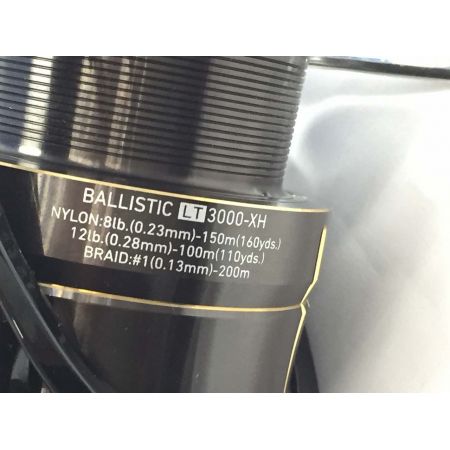 BALLISTIC LT 3000-XH
NYLON:8lb.(0.23mm)-150m(160yds.)
12lb.(0.28mm)-100m(110yds.)
BRAID:#1(0.13mm)-200m